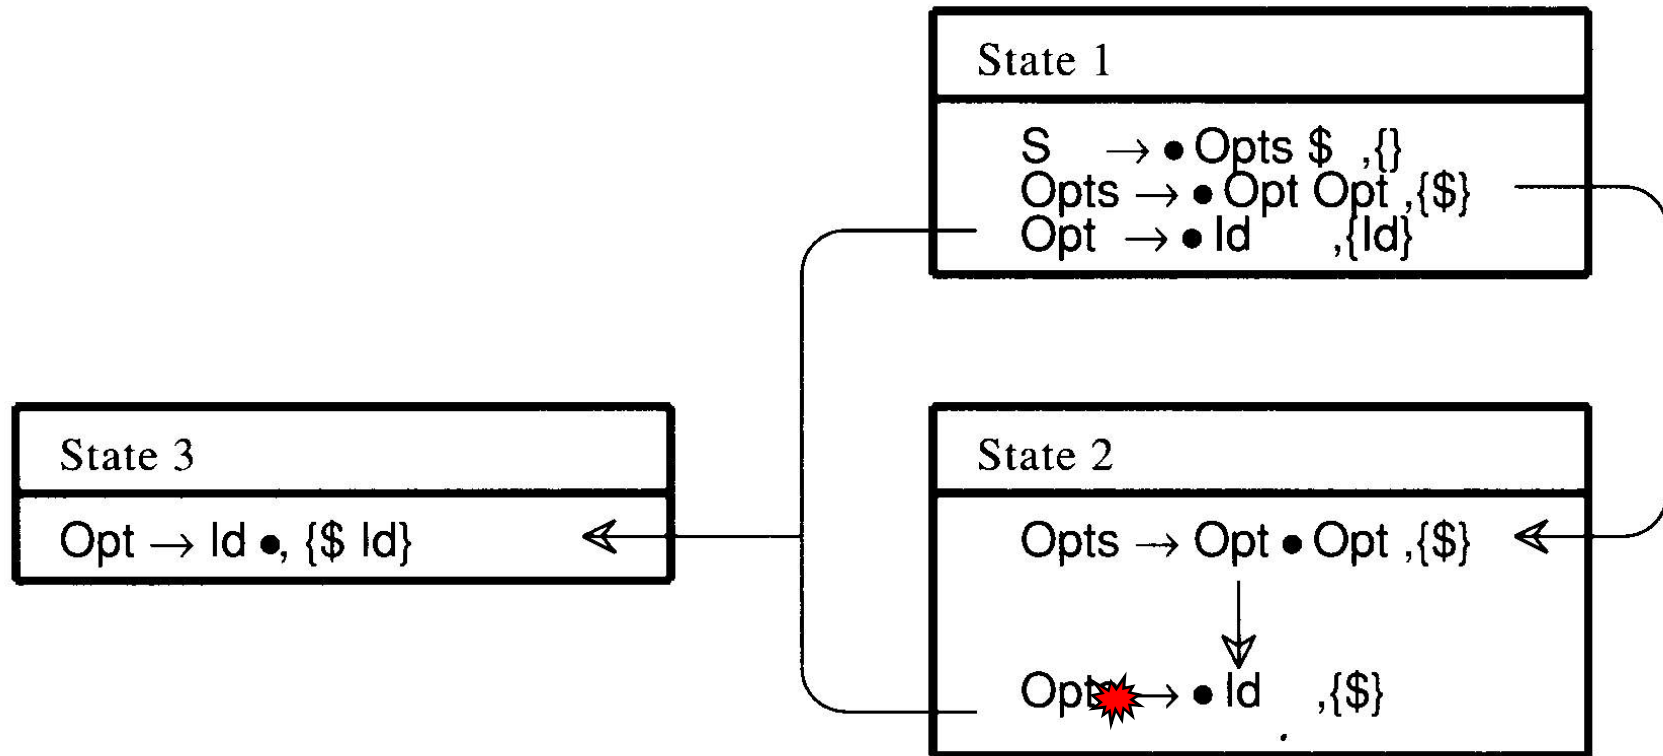 State 1
S → • Opts $ ,{}
Opts → • Opt Opt ,{$}
Opt → • Id ,{Id}
State 3
Opt → Id •, {$ Id}
State 2
Opts → Opt • Opt ,{$}
Opt → • Id ,{$}